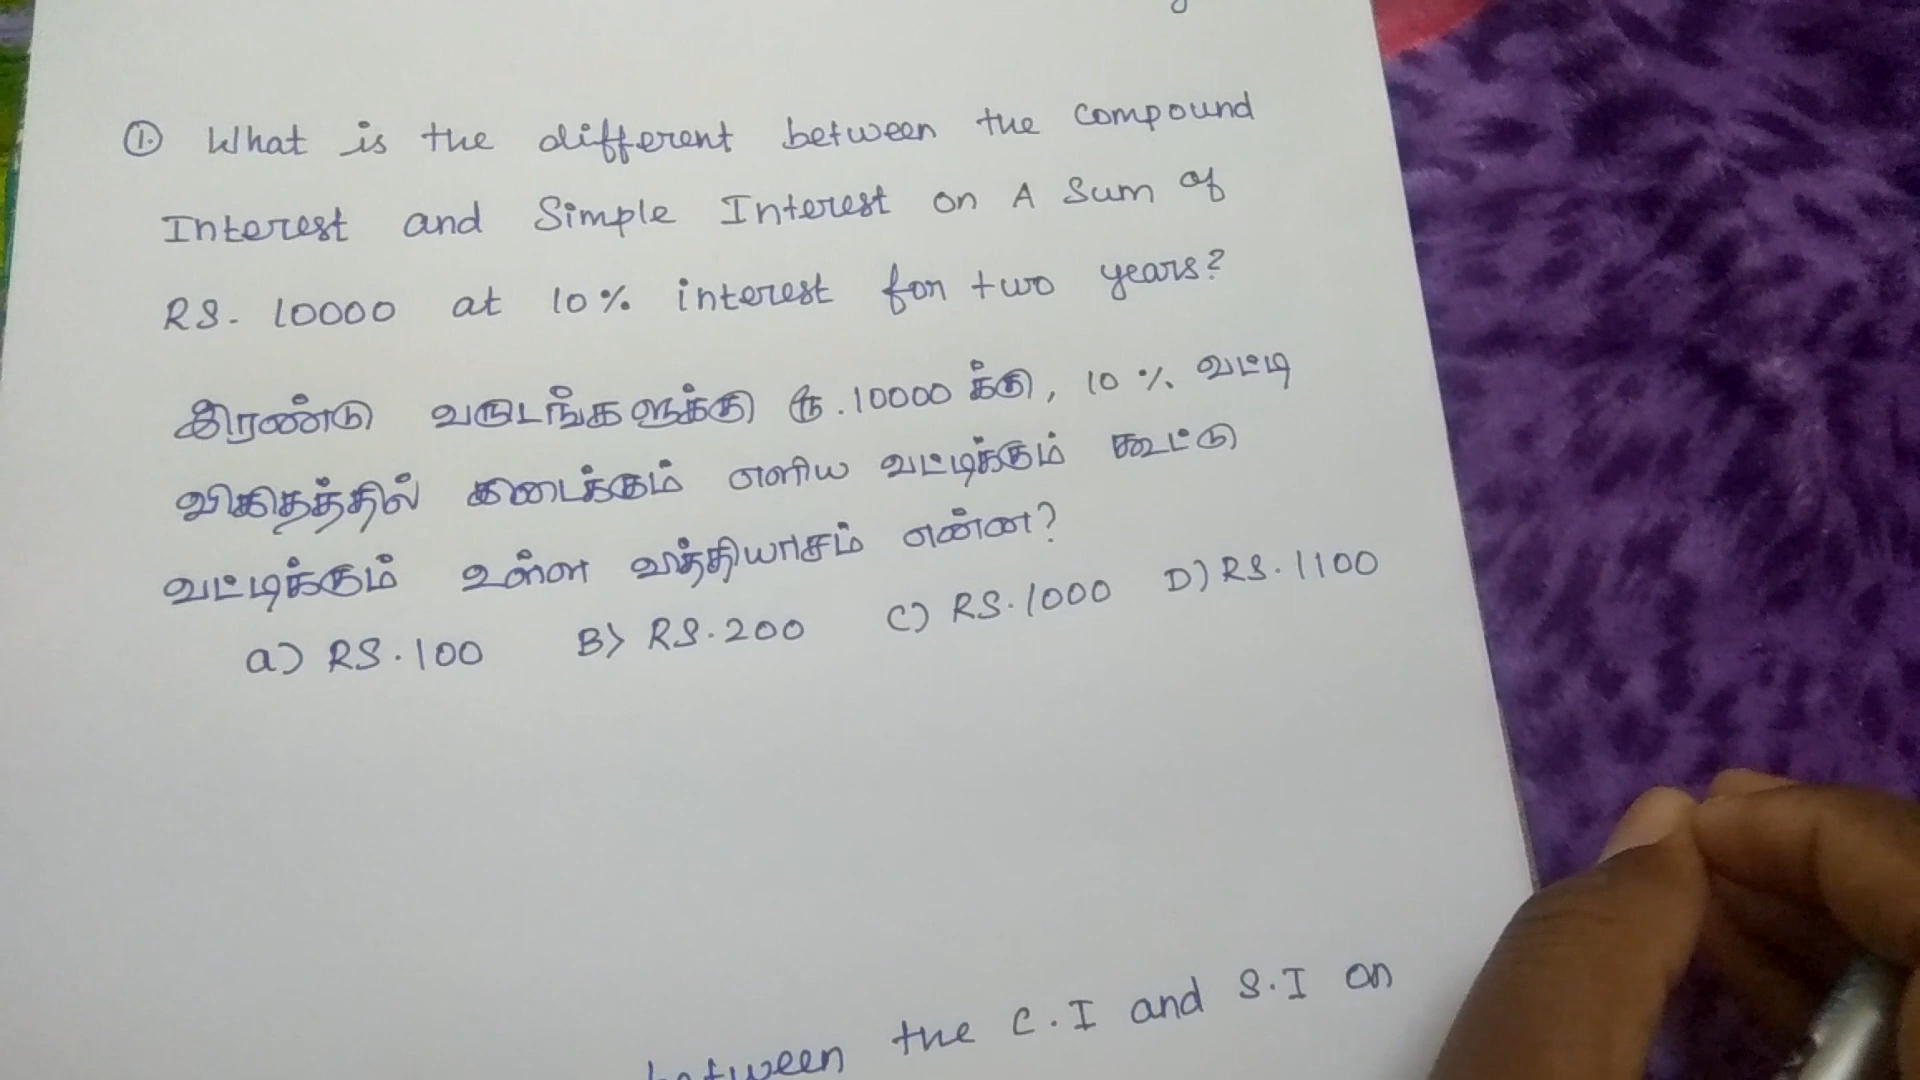 ① What is the different between the compound
Interest and Simple Interest on A Sum of
RS. 10000 at 10% interest for two years?
இரண்டு வருடங்களுக்கு ரூ.10000 க்கு, 10 % வட்டி
விகிதத்தில் கிடைக்கும் எளிய வட்டிக்கும் கூட்டு
வட்டிக்கும் உள்ள வித்தியாசம் என்ன?
a) RS.100 B) RS.200 C) RS.1000 D) RS.1100
between the C.I and S.I on